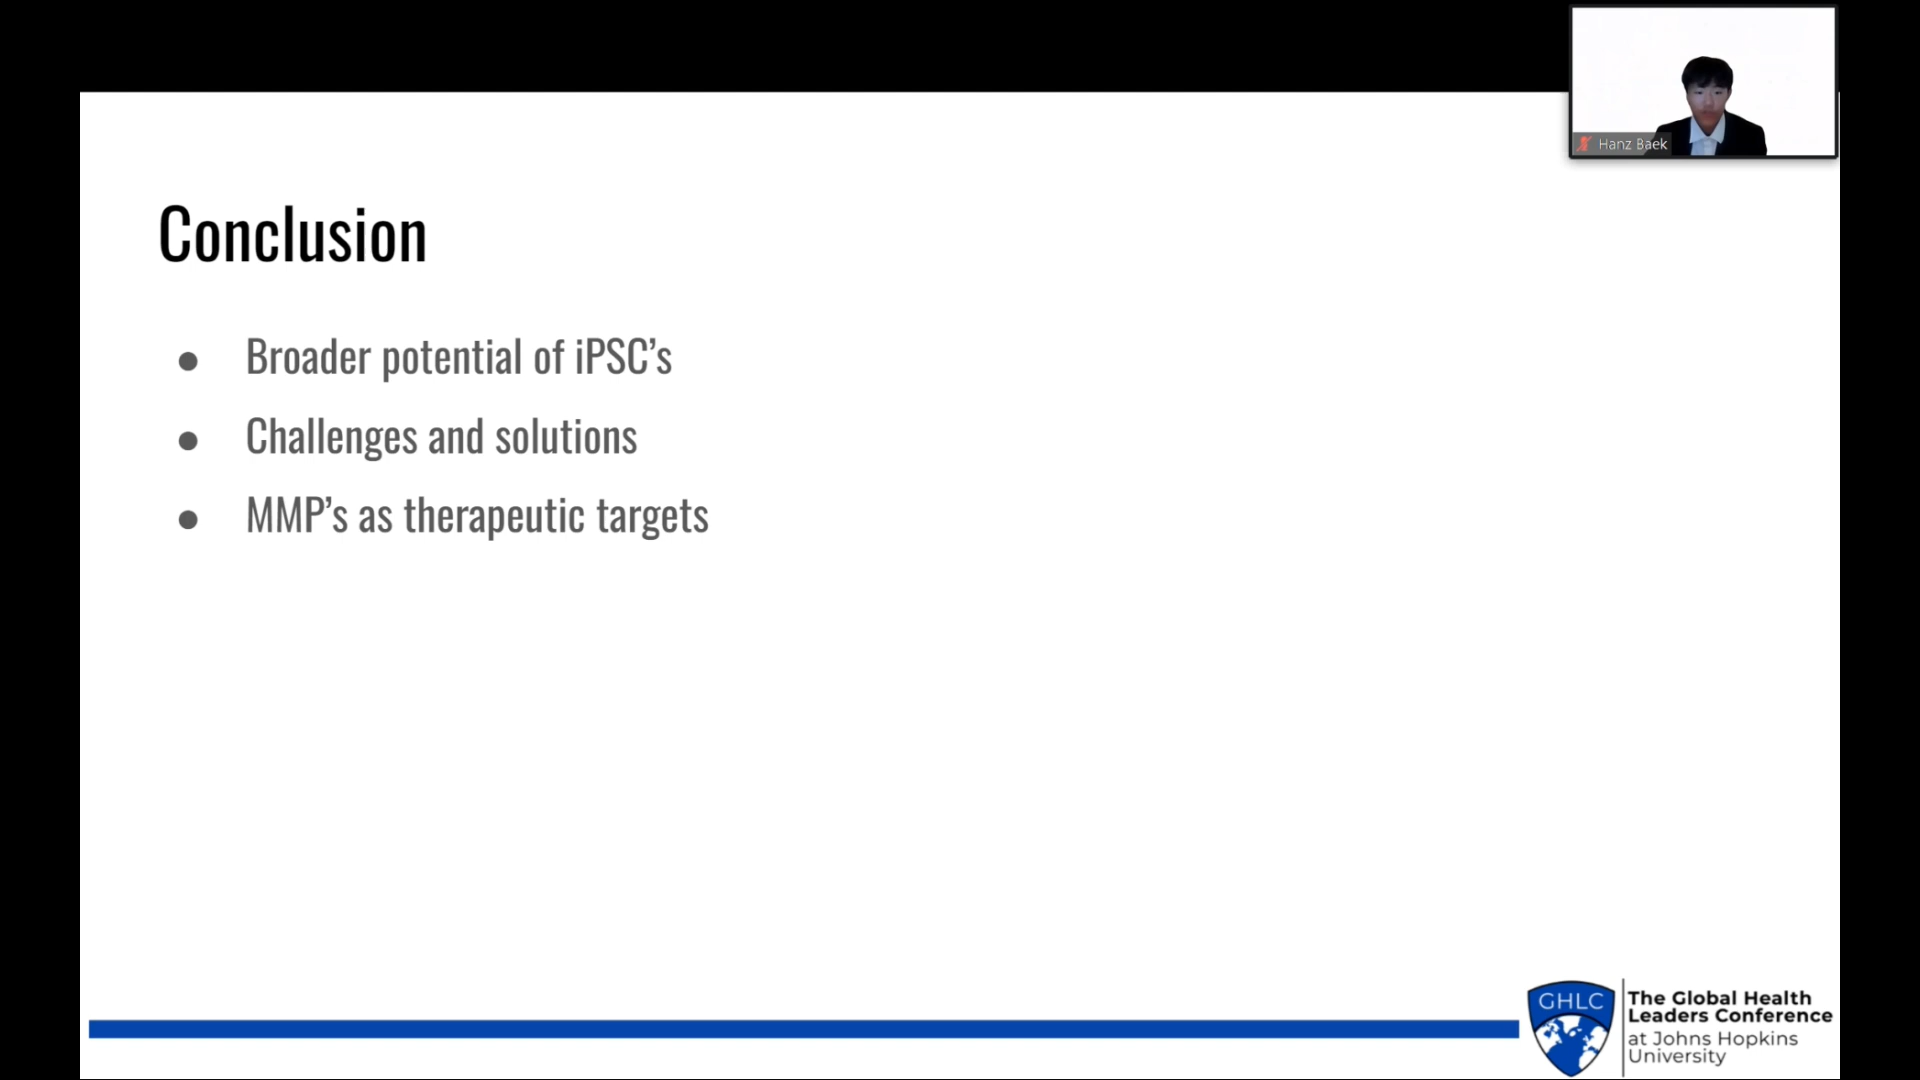 Hanz Baek
Conclusion
● Broader potential of iPSC’s
● Challenges and solutions
● MMP’s as therapeutic targets
GHLC
The Global Health
Leaders Conference
at Johns Hopkins
University